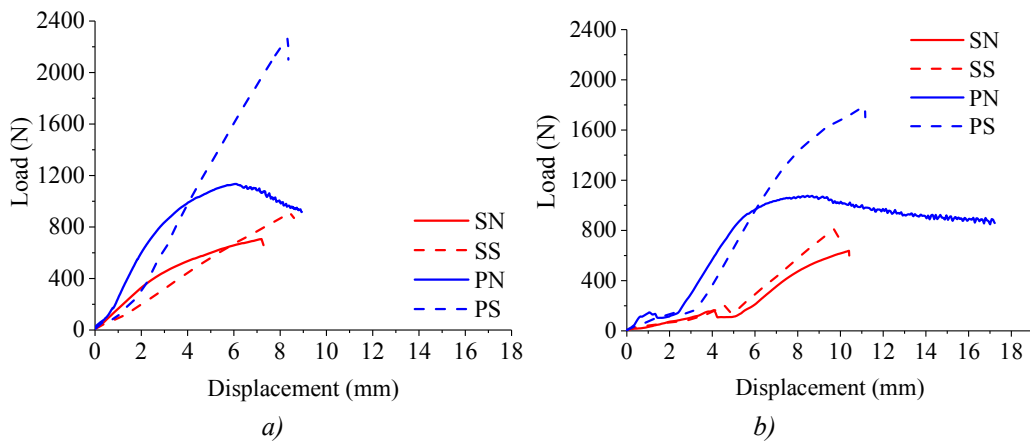 2400
2000
1600
1200
800
400
0
Load (N)
SN
SS
PN
PS
0 2 4 6 8 10 12 14 16 18
Displacement (mm)
a)
2400
2000
1600
1200
800
400
0
Load (N)
SN
SS
PN
PS
0 2 4 6 8 10 12 14 16 18
Displacement (mm)
b)